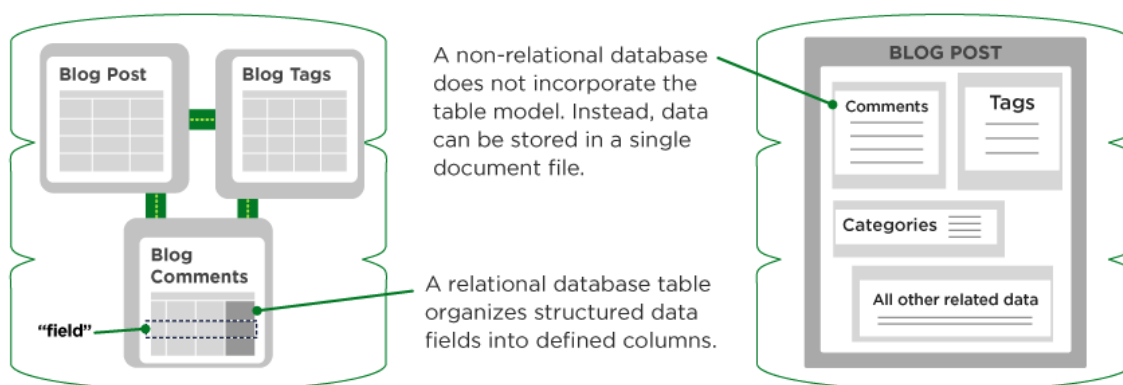 Blog Post
Blog Tags
Blog
Comments
“field”
A non-relational database
does not incorporate the
table model. Instead, data
can be stored in a single
document file.
A relational database table
organizes structured data
fields into defined columns.
BLOG POST
Comments
Tags
Categories
All other related data